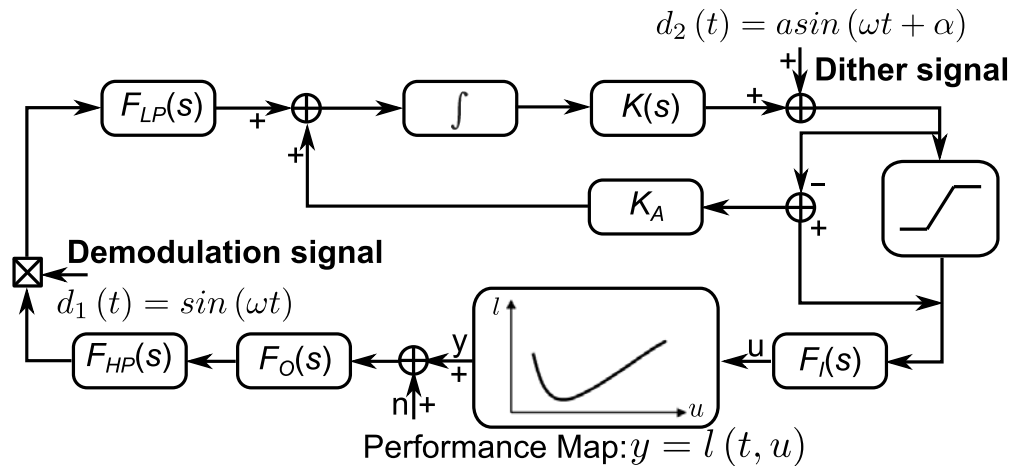 d₂ (t) = asin (ωt + α)
+
Dither signal
F_LP(s)
+
+
∫
K(s)
+
−
K_A
+
Demodulation signal
d₁ (t) = sin (ωt)
F_HP(s)
F_O(s)
n
+
y
+
l
u
u
F_I(s)
Performance Map: y = l (t, u)